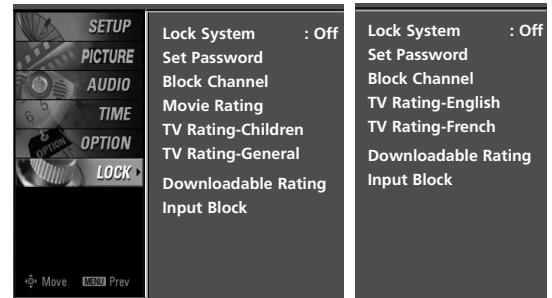 SETUP
PICTURE
AUDIO
TIME
OPTION
LOCK
Move MENU Prev
Lock System : Off
Set Password
Block Channel
Movie Rating
TV Rating-Children
TV Rating-General
Downloadable Rating
Input Block
Lock System : Off
Set Password
Block Channel
TV Rating-English
TV Rating-French
Downloadable Rating
Input Block